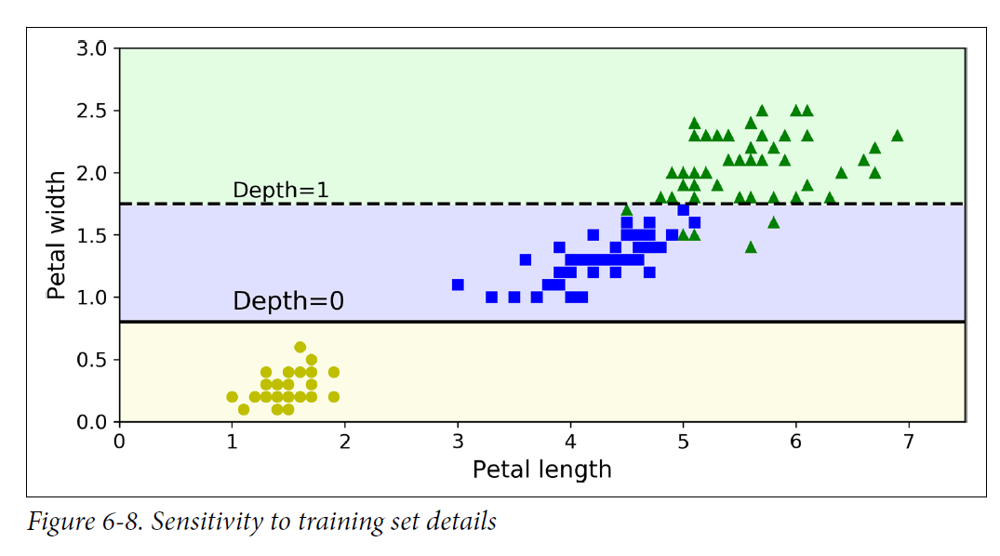 3.0
2.5
2.0
1.5
1.0
0.5
0.0
Petal width
Depth=1
Depth=0
0 1 2 3 4 5 6 7
Petal length
Figure 6-8. Sensitivity to training set details